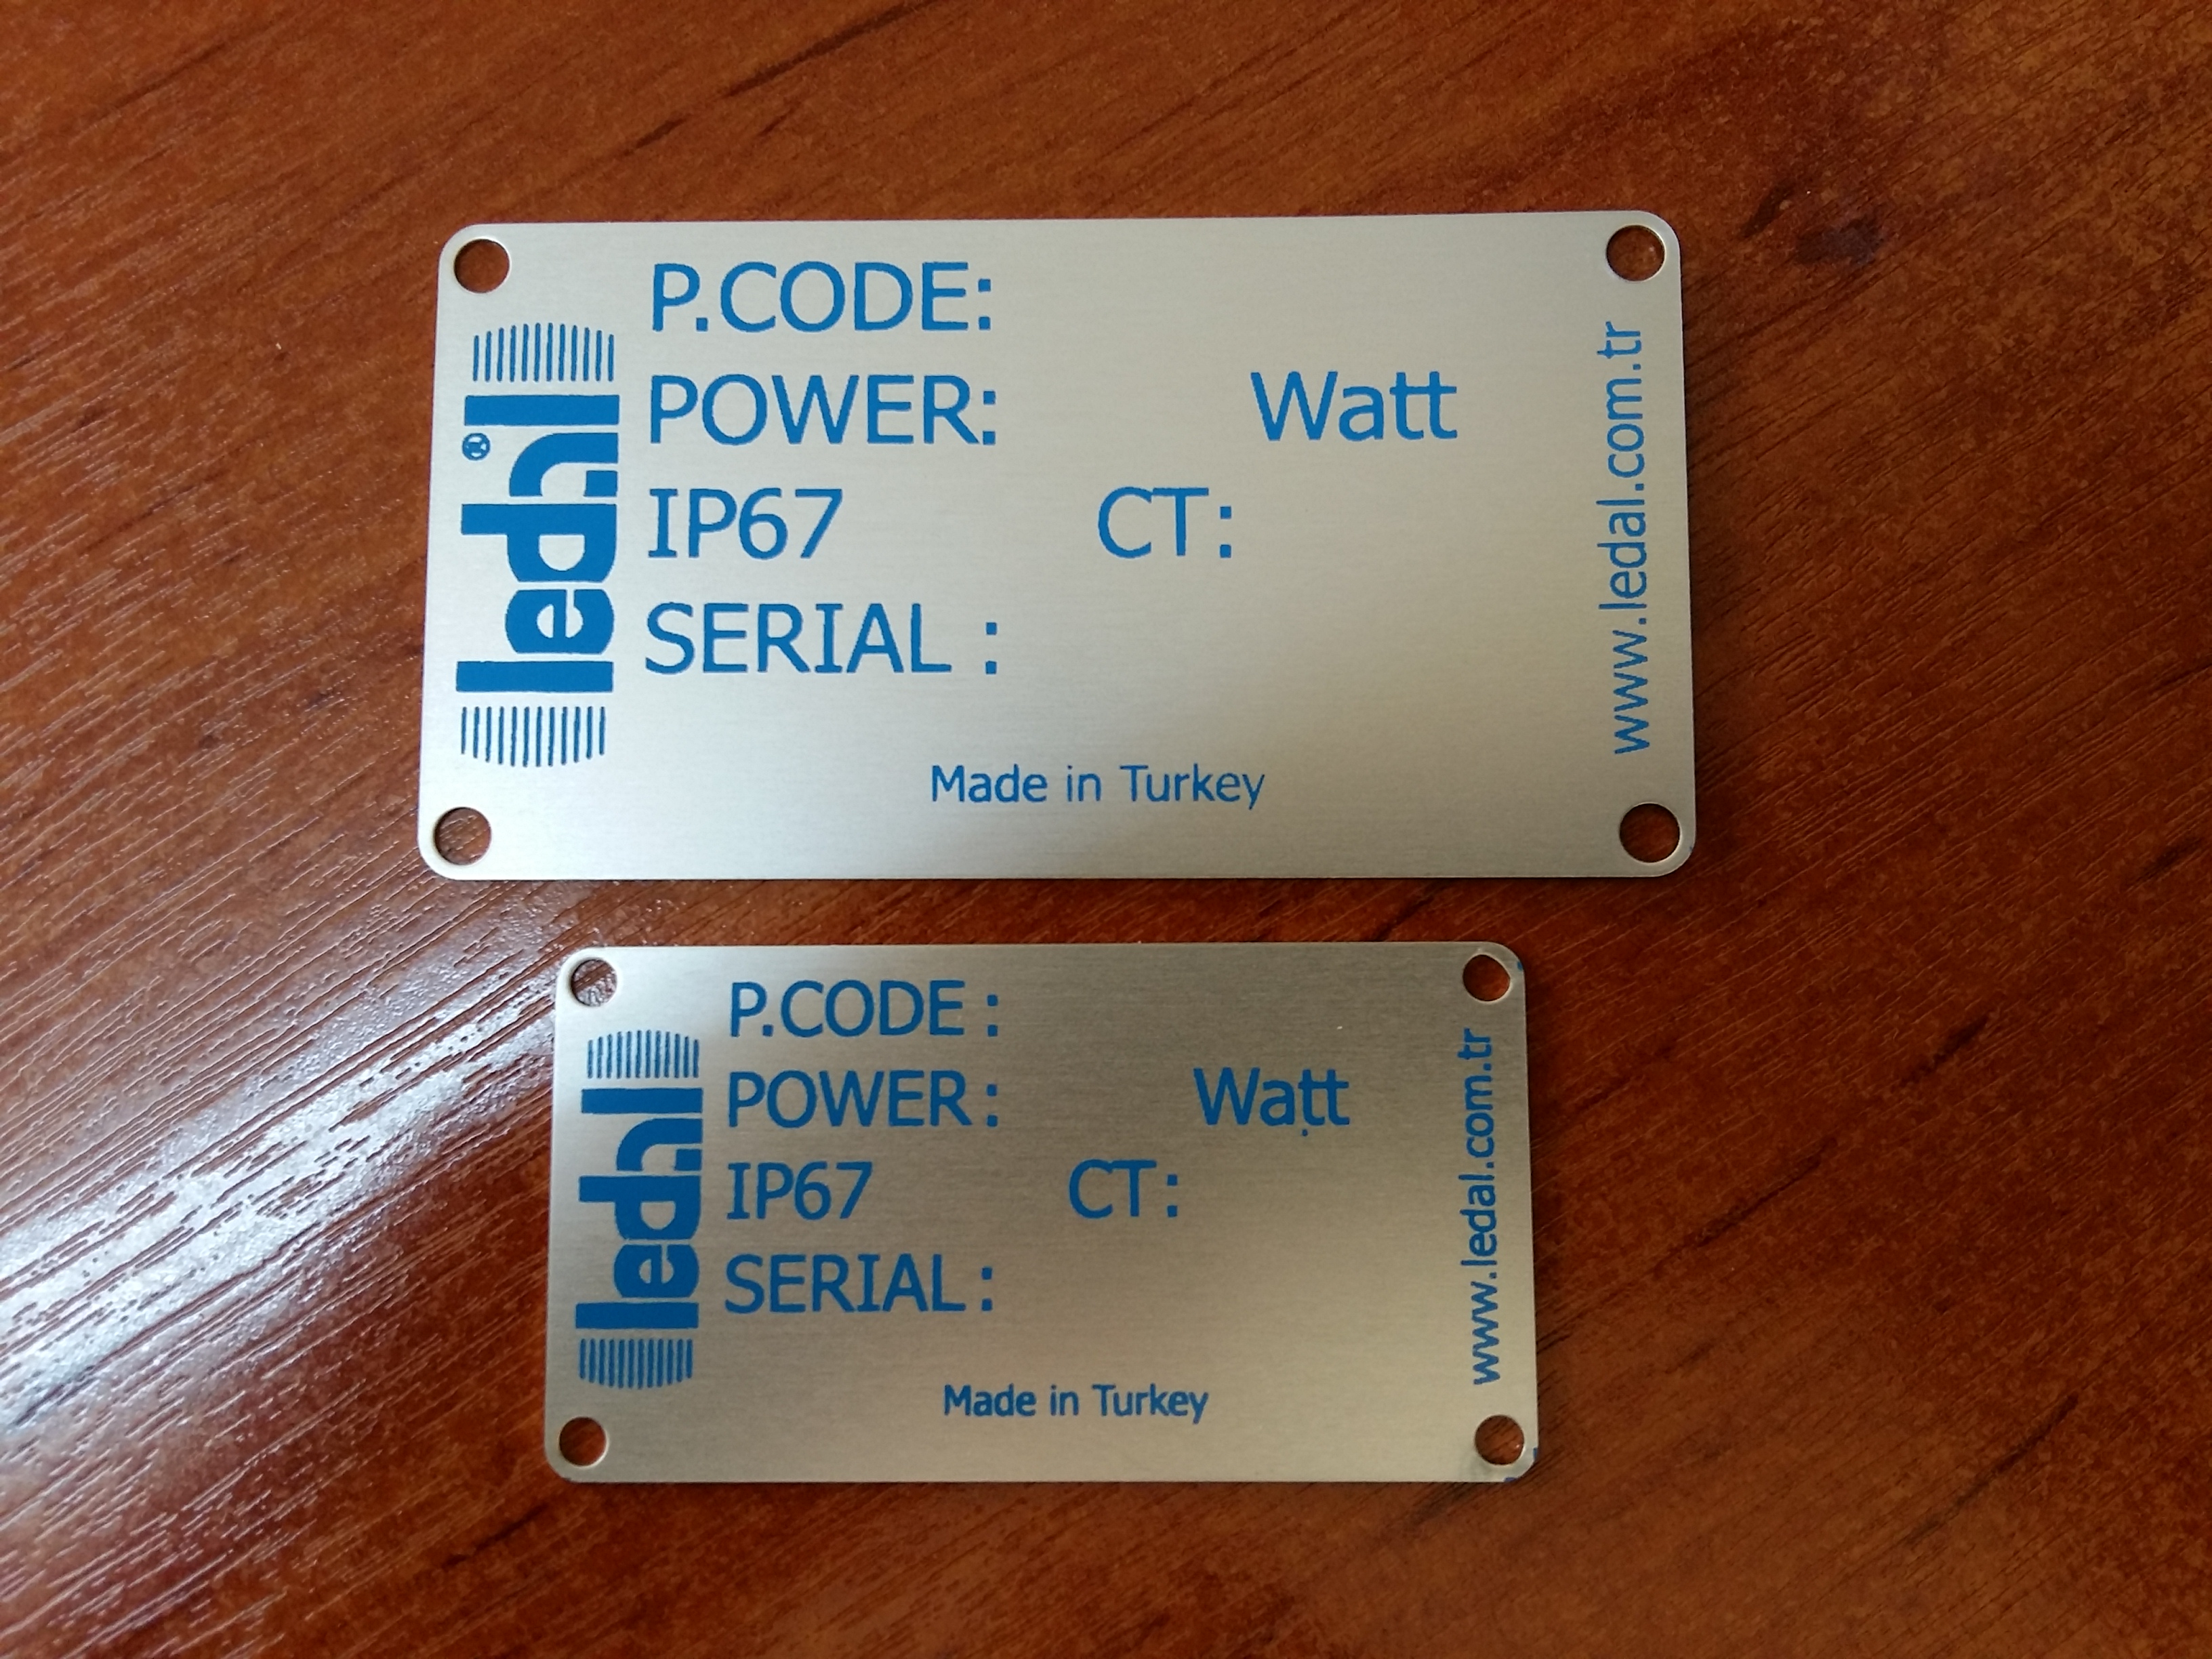 ledal®
P.CODE:
POWER: Watt
IP67 CT:
SERIAL :
Made in Turkey
www.ledal.com.tr
ledal
P.CODE :
POWER : Watt
IP67 CT :
SERIAL :
Made in Turkey
www.ledal.com.tr